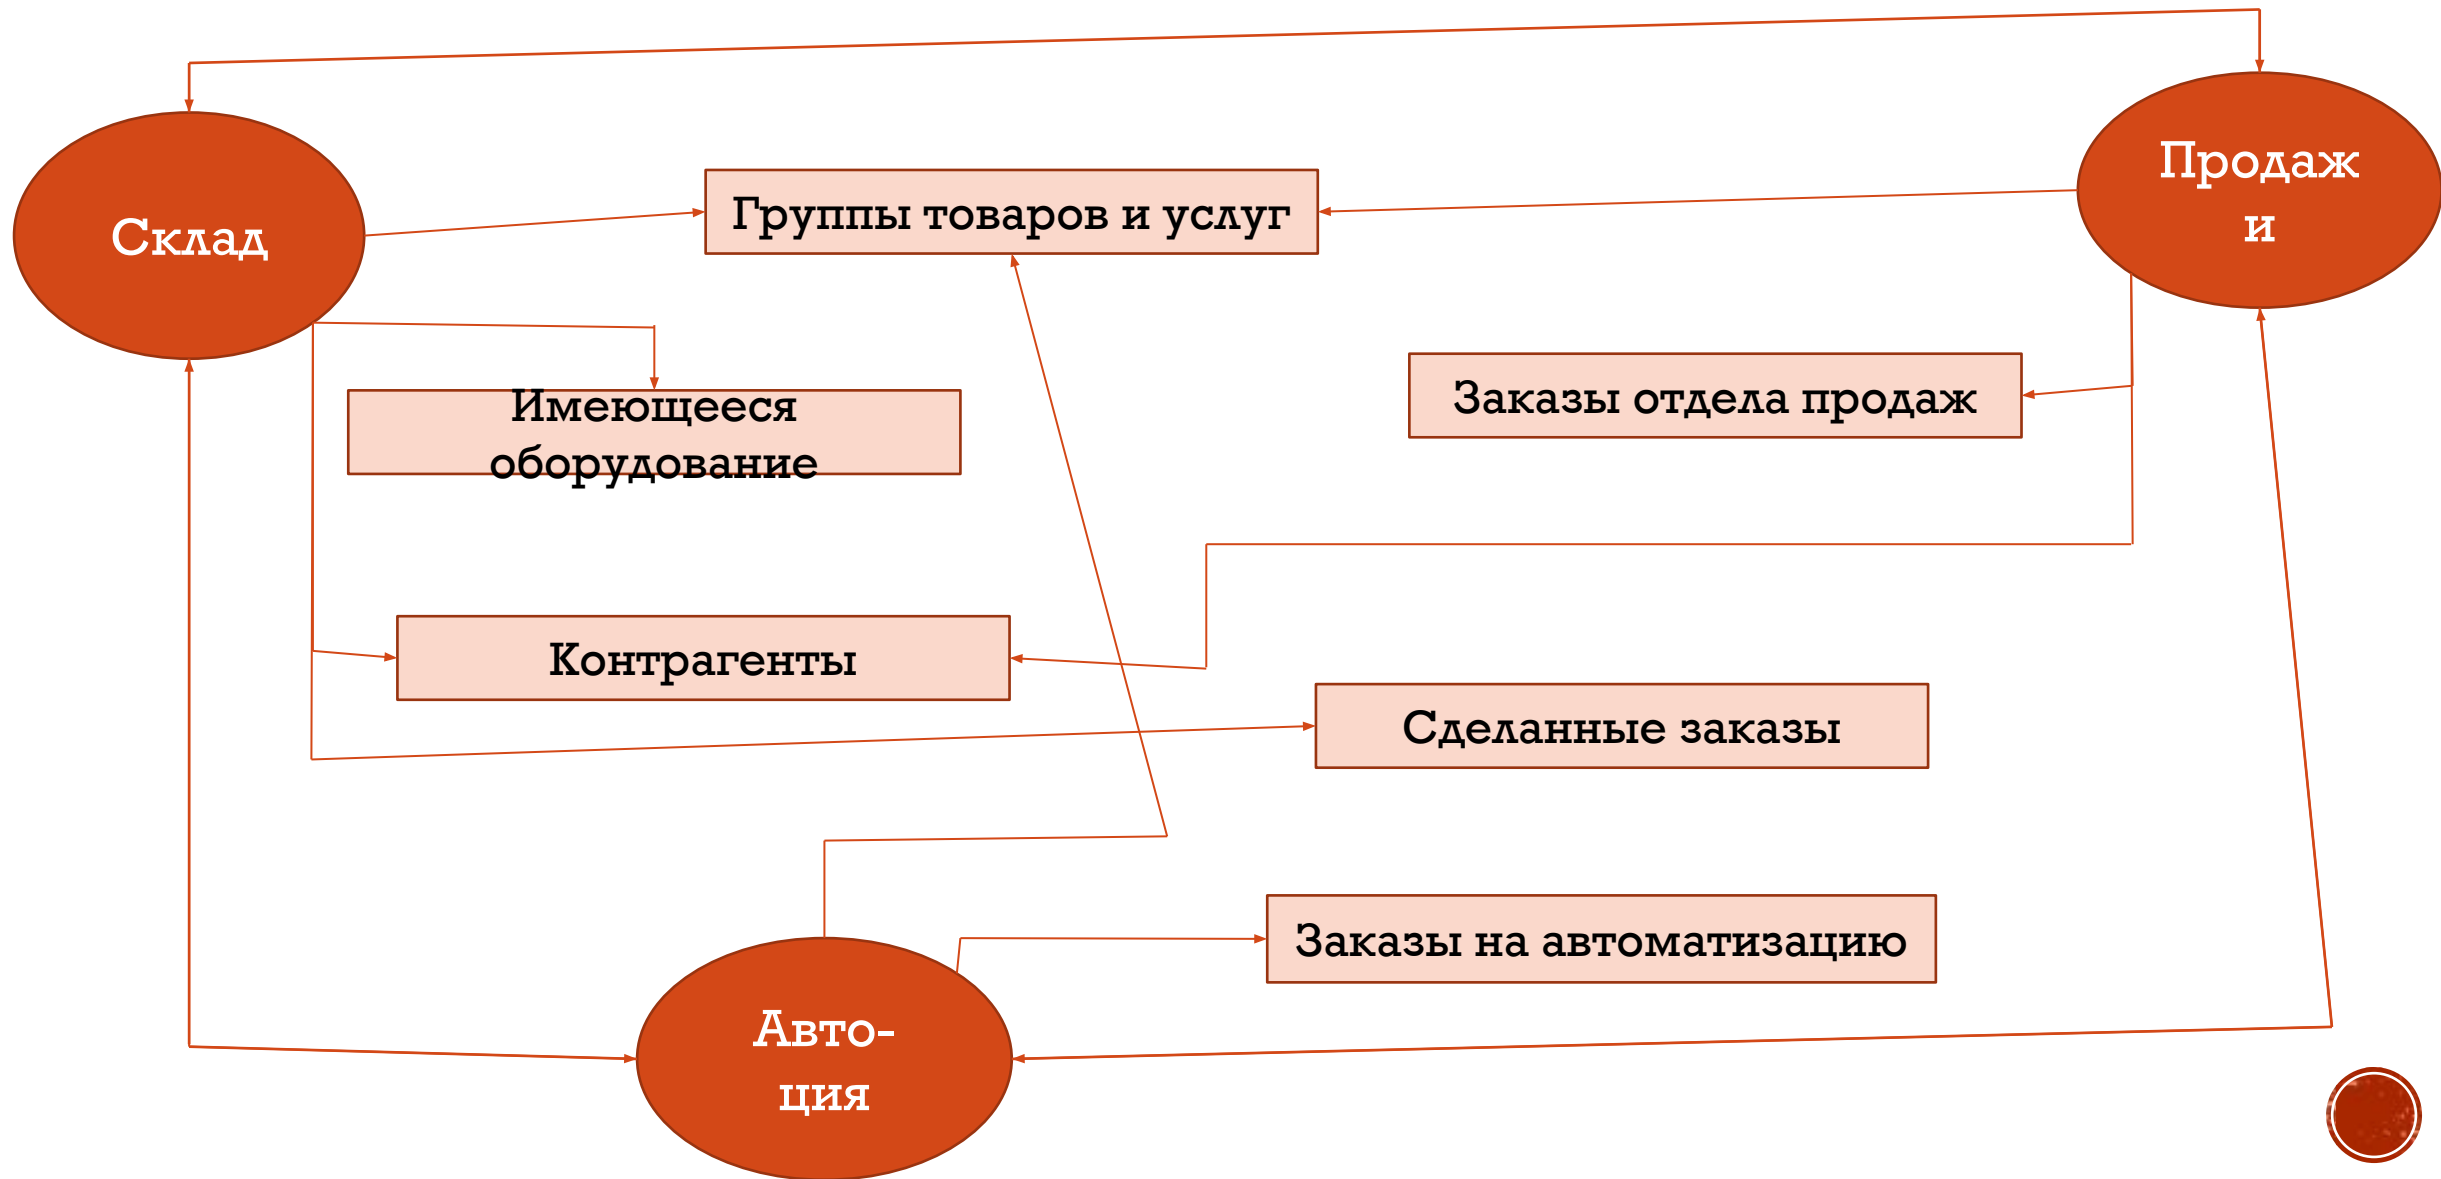 Склад
Группы товаров и услуг
Продаж
и
Имеющееся
оборудование
Заказы отдела продаж
Контрагенты
Сделанные заказы
Заказы на автоматизацию
Авто-
ция